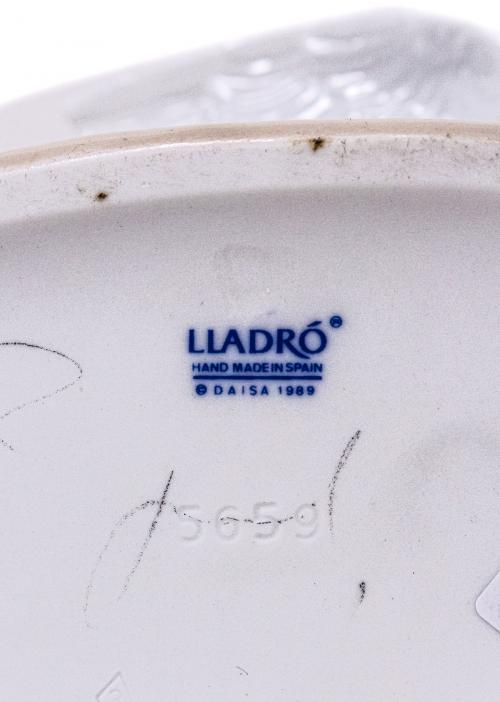 LLADRÓ®
HAND MADE IN SPAIN
© DAISA 1989
5659